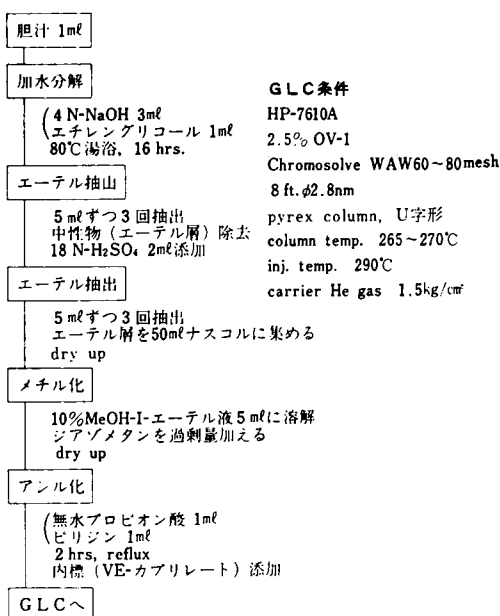 胆汁 1ml
加水分解
4 N-NaOH 3ml
エチレングリコール 1ml
80℃湯浴, 16 hrs.
エーテル抽出
5 mlずつ3回抽出
中性物(エーテル層)除去
18 N-H₂SO₄ 2ml添加
エーテル抽出
5 mlずつ3回抽出
エーテル層を50mlナスコルに集める
dry up
メチル化
10%MeOH-I-エーテル液5mlに溶解
ジアゾメタンを過剰量加える
dry up
アシル化
無水プロピオン酸 1ml
ピリジン 1ml
2 hrs, reflux
内標(VE-カプリレート)添加
GLCへ
GLC条件
HP-7610A
2.5% OV-1
Chromosolve WAW60~80mesh
8 ft.φ2.8nm
pyrex column, U字形
column temp. 265~270℃
inj. temp. 290℃
carrier He gas 1.5kg/cm²